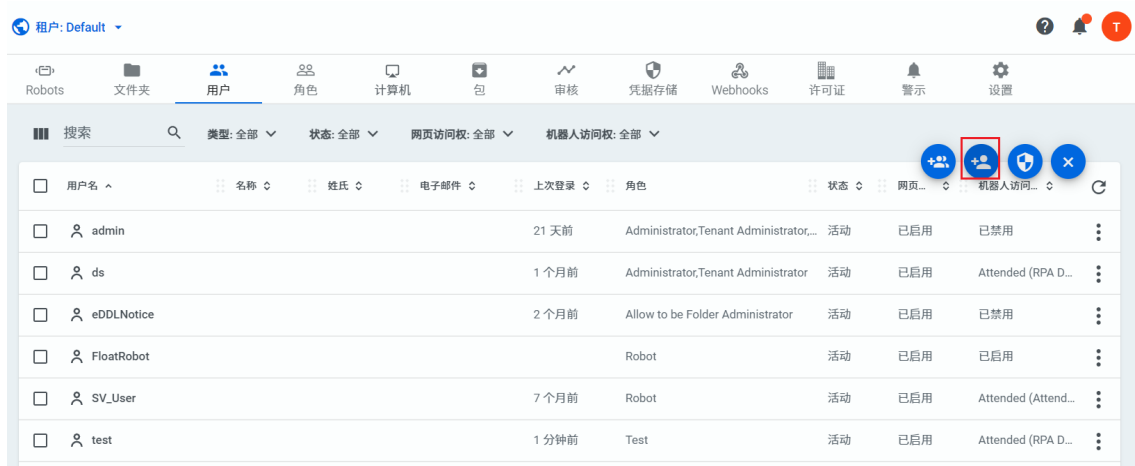 租户: Default
T
Robots 文件夹 用户 角色 计算机 包 审核 凭据存储 Webhooks 许可证 警示 设置
搜索 类型: 全部 状态: 全部 网页访问权: 全部 机器人访问权: 全部
用户名 名称 姓氏 电子邮件 上次登录 角色 状态 网页... 机器人访问...
admin 21 天前 Administrator,Tenant Administrator,... 活动 已启用 已禁用
ds 1 个月前 Administrator,Tenant Administrator 活动 已启用 Attended (RPA D...
eDDLNotice 2 个月前 Allow to be Folder Administrator 活动 已启用 已禁用
FloatRobot Robot 活动 已启用 已启用
SV_User 7 个月前 Robot 活动 已启用 Attended (Attend...
test 1 分钟前 Test 活动 已启用 Attended (RPA D...